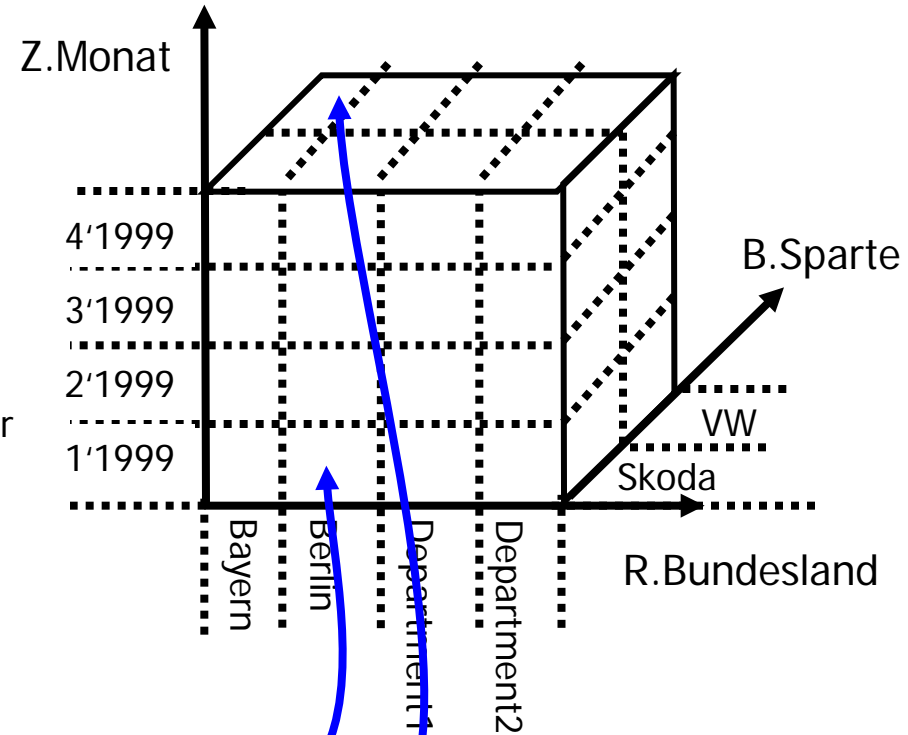 Z.Monat
4‘1999
3‘1999
2‘1999
1‘1999
r
B.Sparte
VW
Skoda
R.Bundesland
Bayern
Berlin
Department1
Department2